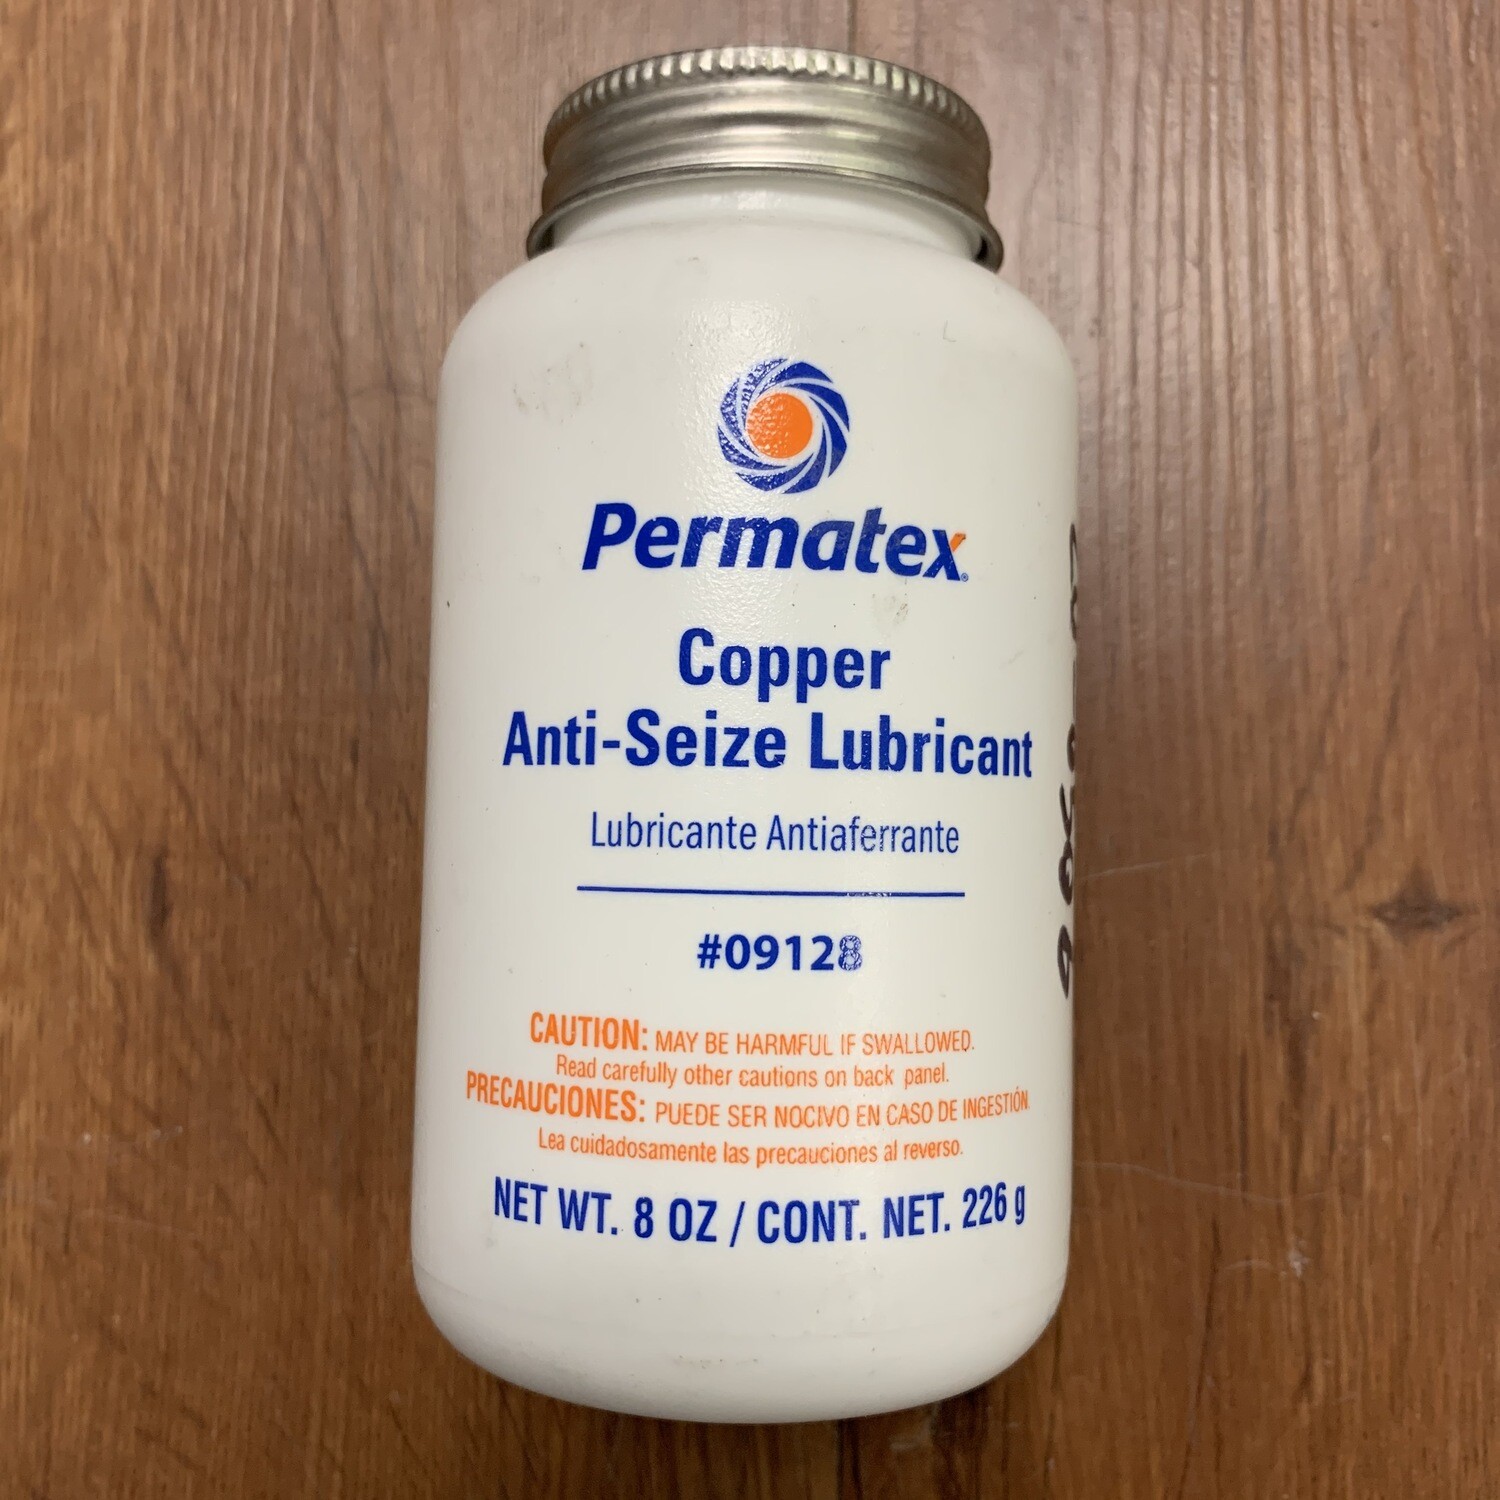 Permatex®
Copper
Anti-Seize Lubricant
Lubricante Antiaferrante
#09128
CAUTION: MAY BE HARMFUL IF SWALLOWED.
Read carefully other cautions on back panel.
PRECAUCIONES: PUEDE SER NOCIVO EN CASO DE INGESTIÓN.
Lea cuidadosamente las precauciones al reverso.
NET WT. 8 OZ / CONT. NET. 226 g